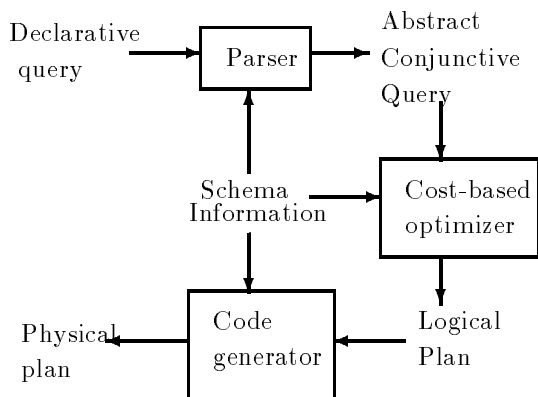 Declarative
query
Parser
Abstract
Conjunctive
Query
Schema
Information
Cost-based
optimizer
Physical
plan
Code
generator
Logical
Plan